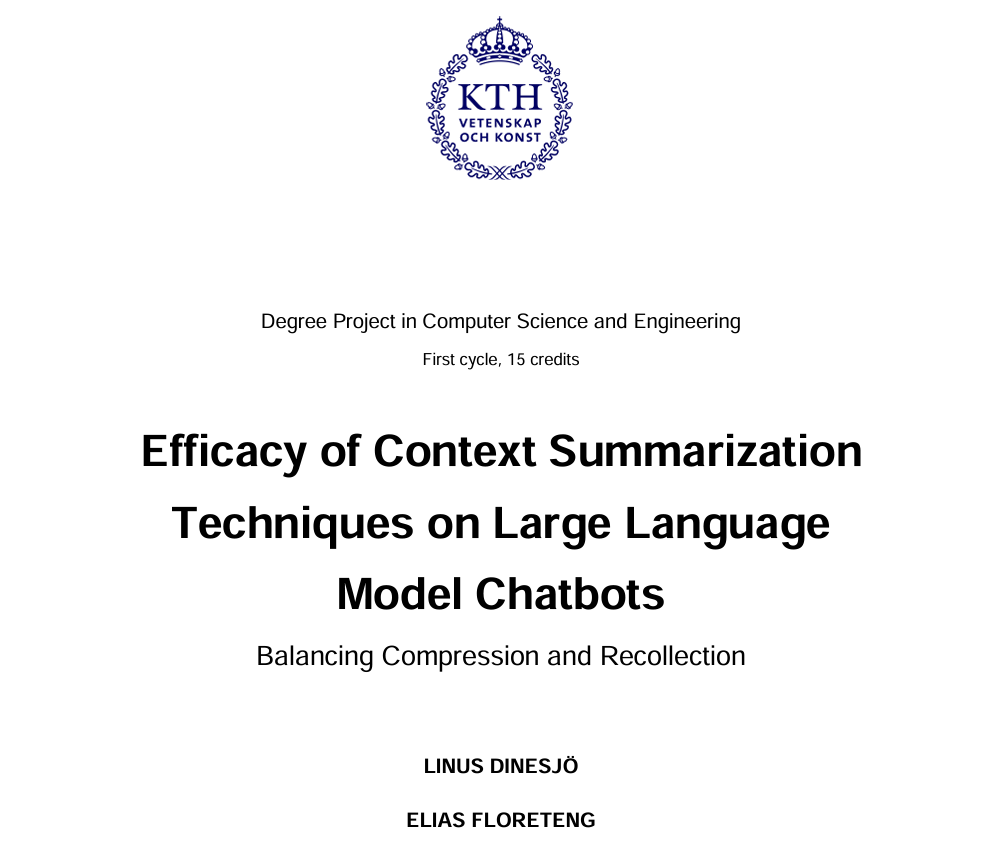 KTH
VETENSKAP
OCH KONST
Degree Project in Computer Science and Engineering
First cycle, 15 credits
Efficacy of Context Summarization
Techniques on Large Language
Model Chatbots
Balancing Compression and Recollection
LINUS DINESJÖ
ELIAS FLORETENG